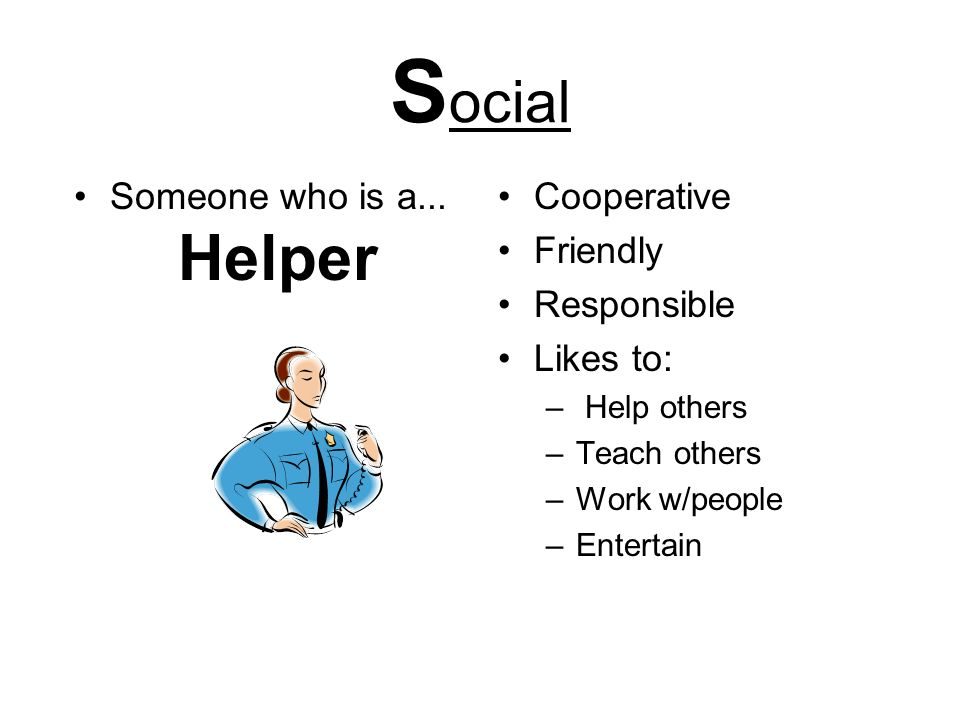 Social
• Someone who is a...
Helper
• Cooperative
• Friendly
• Responsible
• Likes to:
– Help others
– Teach others
– Work w/people
– Entertain